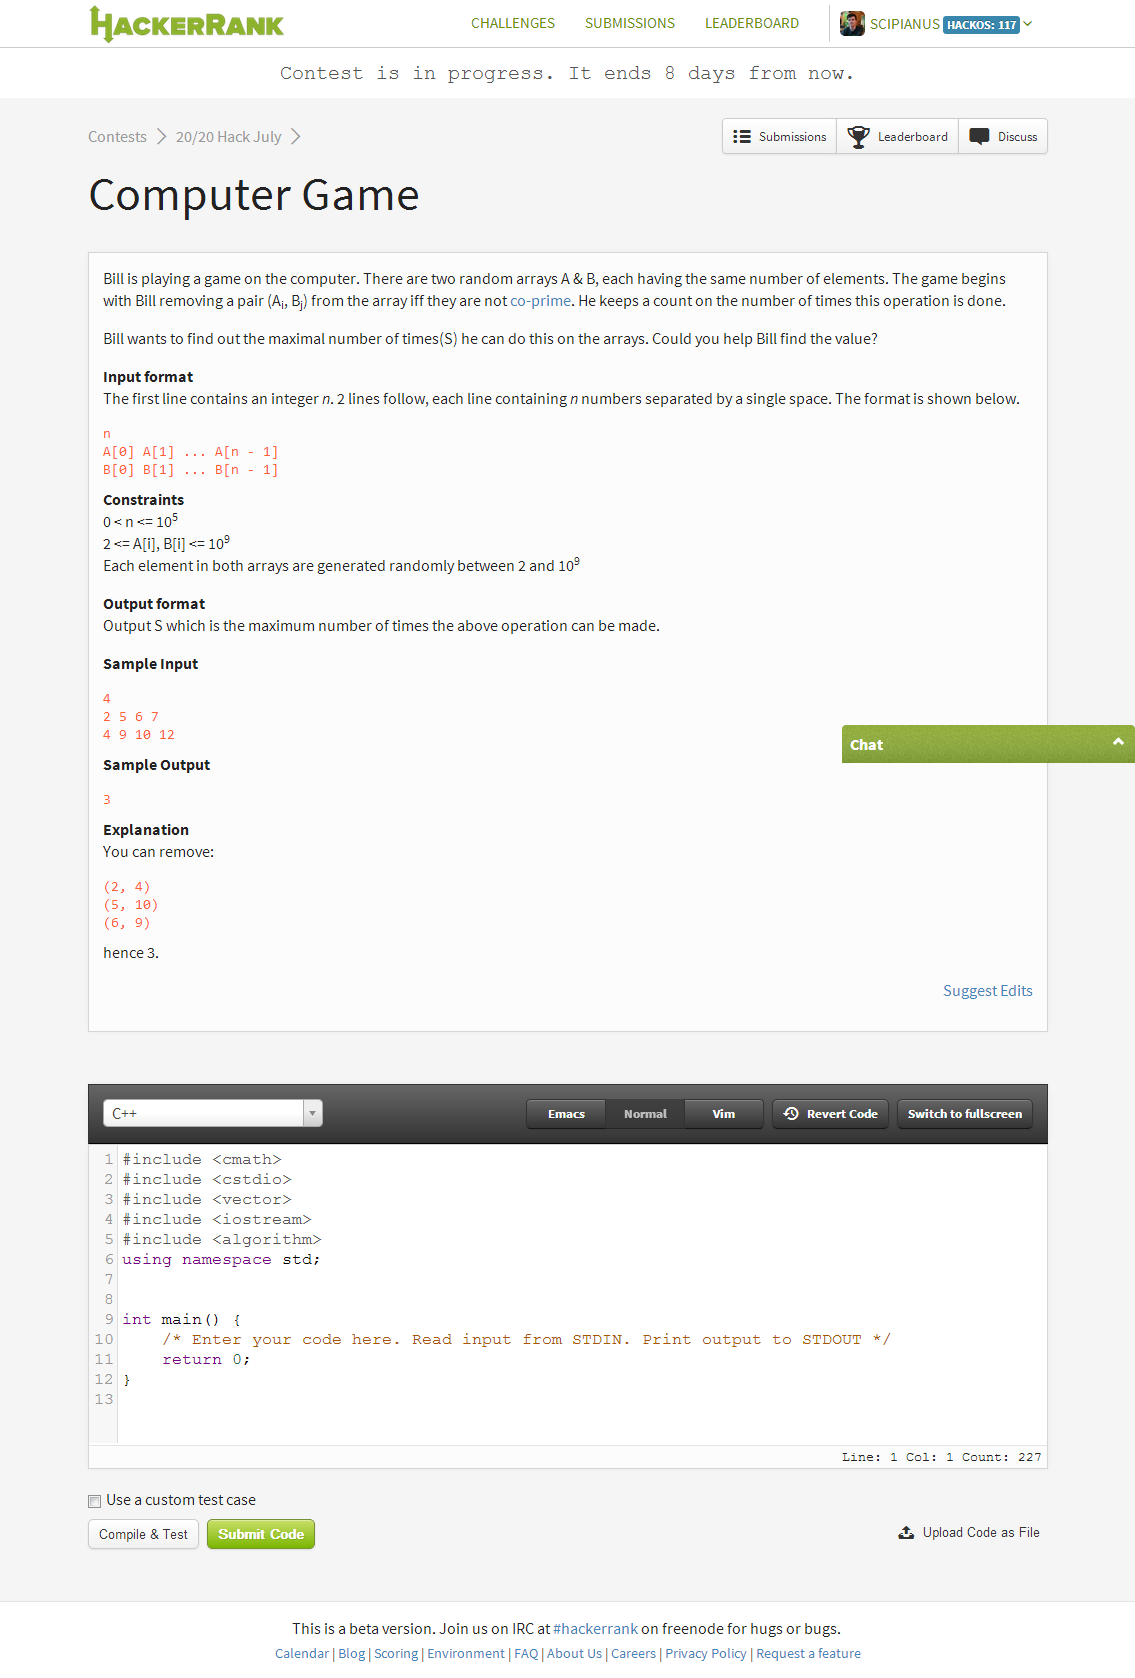 HACKERRANK
CHALLENGES SUBMISSIONS LEADERBOARD SCIPIANUS HACKOS: 117
Contest is in progress. It ends 8 days from now.
Contests 20/20 Hack July
Submissions Leaderboard Discuss
Computer Game
Bill is playing a game on the computer. There are two random arrays A & B, each having the same number of elements. The game begins
with Bill removing a pair (Ai, Bj) from the array iff they are not co-prime. He keeps a count on the number of times this operation is done.
Bill wants to find out the maximal number of times(S) he can do this on the arrays. Could you help Bill find the value?
Input format
The first line contains an integer n. 2 lines follow, each line containing n numbers separated by a single space. The format is shown below.
n
A[0] A[1] ... A[n - 1]
B[0] B[1] ... B[n - 1]
Constraints
0 < n <= 10⁵
2 <= A[i], B[i] <= 10⁹
Each element in both arrays are generated randomly between 2 and 10⁹
Output format
Output S which is the maximum number of times the above operation can be made.
Sample Input
4
2 5 6 7
4 9 10 12
Chat
Sample Output
3
Explanation
You can remove:
(2, 4)
(5, 10)
(6, 9)
hence 3.
Suggest Edits
C++ Emacs Normal Vim Revert Code Switch to fullscreen
1 #include <cmath>
2 #include <cstdio>
3 #include <vector>
4 #include <iostream>
5 #include <algorithm>
6 using namespace std;
7
8
9 int main() {
10 /* Enter your code here. Read input from STDIN. Print output to STDOUT */
11 return 0;
12 }
13
Line: 1 Col: 1 Count: 227
Use a custom test case
Compile & Test Submit Code Upload Code as File
This is a beta version. Join us on IRC at #hackerrank on freenode for hugs or bugs.
Calendar | Blog | Scoring | Environment | FAQ | About Us | Careers | Privacy Policy | Request a feature